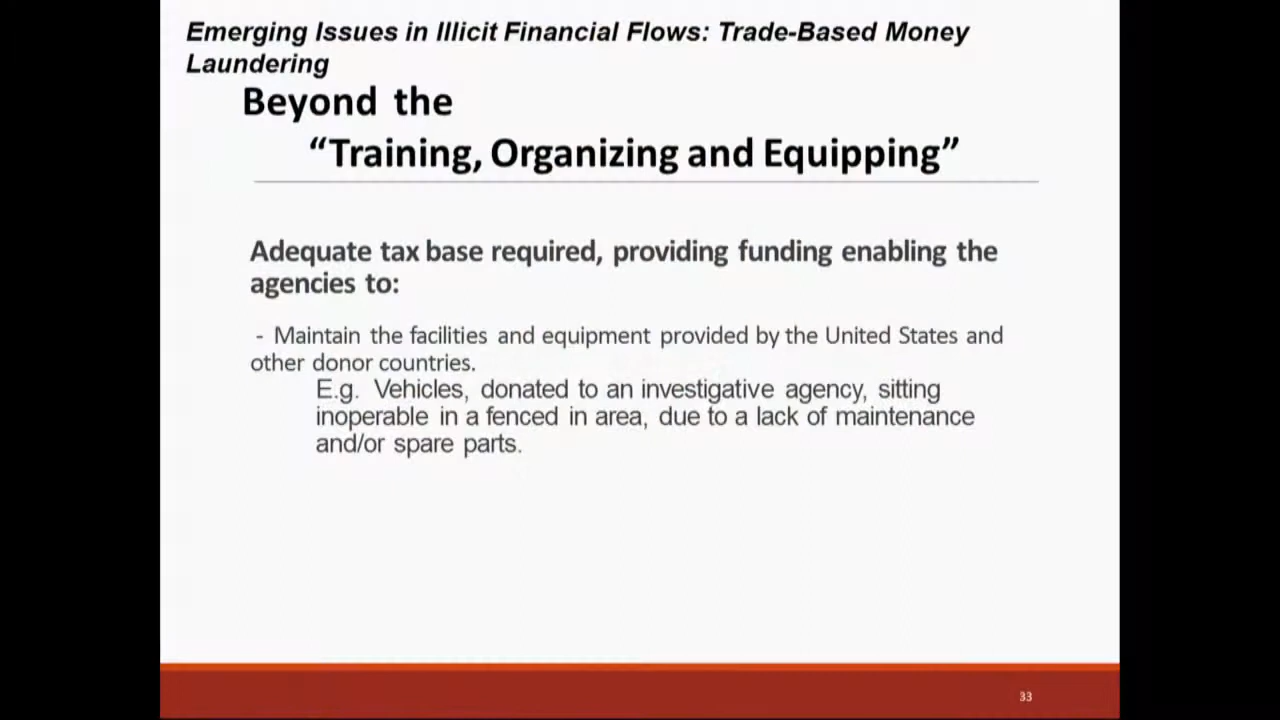 Emerging Issues in Illicit Financial Flows: Trade-Based Money
Laundering
Beyond the
“Training, Organizing and Equipping”
Adequate tax base required, providing funding enabling the
agencies to:
- Maintain the facilities and equipment provided by the United States and
other donor countries.
E.g. Vehicles, donated to an investigative agency, sitting
inoperable in a fenced in area, due to a lack of maintenance
and/or spare parts.
33